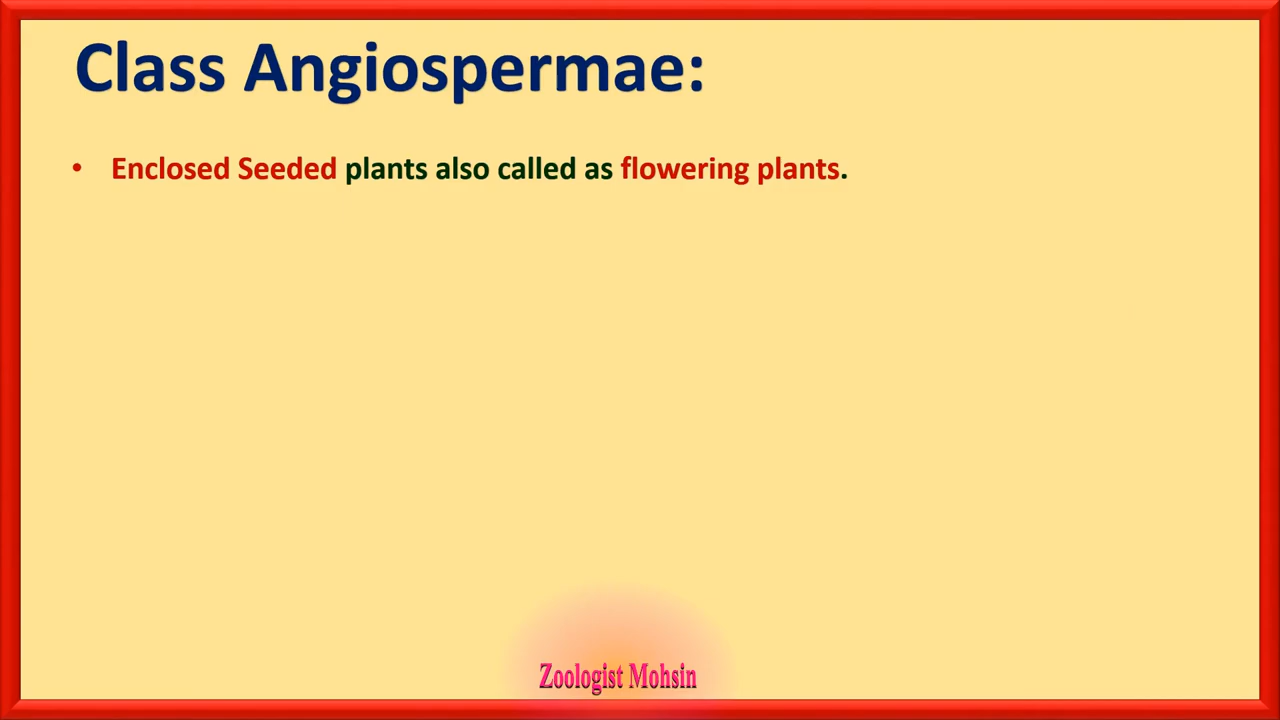 Class Angiospermae:
• Enclosed Seeded plants also called as flowering plants.
Zoologist Mohsin